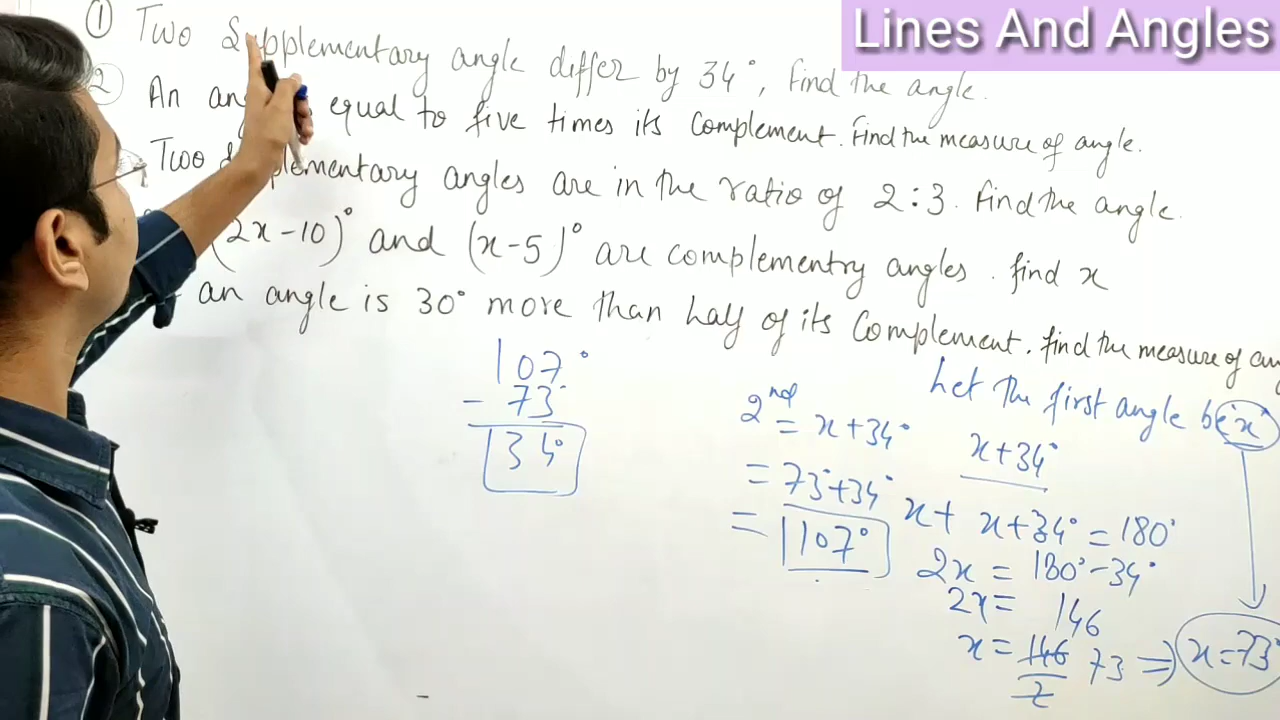 Lines And Angles
① Two Supplementary angle differ by 34°, find the angle.
2 An equal to five times its complement. Find the measure of angle.
Two are in the ratio of 2:3. Find the angle.
(2x-10)° and (x-5)° are complementry angles. find x
an angle is 30° more than half of its Complement. find the measure of
107°
- 73°
34°
2nd = x+34°
= 73°+34°
= 107°
Let the first angle be x
x+34°
x+ x+34° = 180°
2x = 180°-34°
2x = 146
x = 146/2 73 ⇒ x=73°